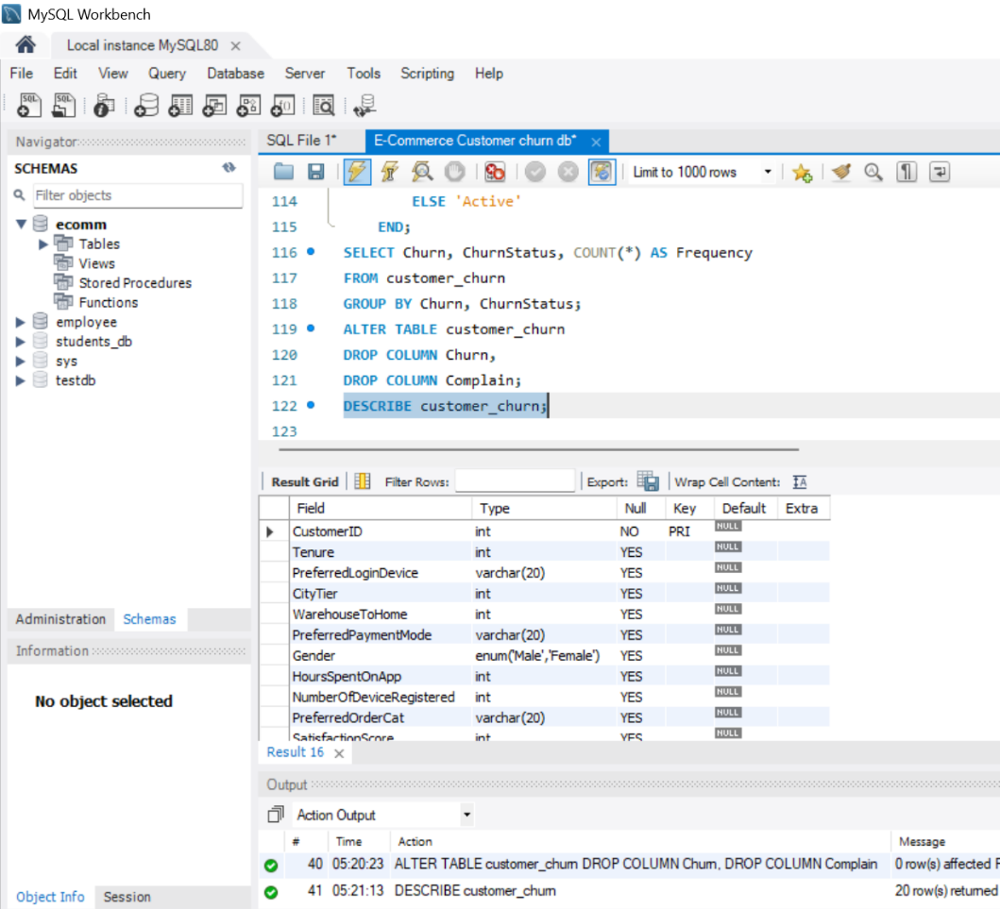 MySQL Workbench
Local instance MySQL80
File Edit View Query Database Server Tools Scripting Help
Navigator
SCHEMAS
Filter objects
ecomm
Tables
Views
Stored Procedures
Functions
employee
students_db
sys
testdb
Administration Schemas
Information
No object selected
Object Info Session
SQL File 1* E-Commerce Customer churn db*
Limit to 1000 rows
114 ELSE 'Active'
115 END;
116 SELECT Churn, ChurnStatus, COUNT(*) AS Frequency
117 FROM customer_churn
118 GROUP BY Churn, ChurnStatus;
119 ALTER TABLE customer_churn
120 DROP COLUMN Churn,
121 DROP COLUMN Complain;
122 DESCRIBE customer_churn;
123
Result Grid Filter Rows: Export: Wrap Cell Content:
Field Type Null Key Default Extra
CustomerID int NO PRI NULL
Tenure int YES NULL
PreferredLoginDevice varchar(20) YES NULL
CityTier int YES NULL
WarehouseToHome int YES NULL
PreferredPaymentMode varchar(20) YES NULL
Gender enum('Male','Female') YES NULL
HoursSpentOnApp int YES NULL
NumberOfDeviceRegistered int YES NULL
PreferredOrderCat varchar(20) YES NULL
SatisfactionScore int YES NULL
Result 16
Output
Action Output
# Time Action Message
40 05:20:23 ALTER TABLE customer_churn DROP COLUMN Churn, DROP COLUMN Complain 0 row(s) affected
41 05:21:13 DESCRIBE customer_churn 20 row(s) returned